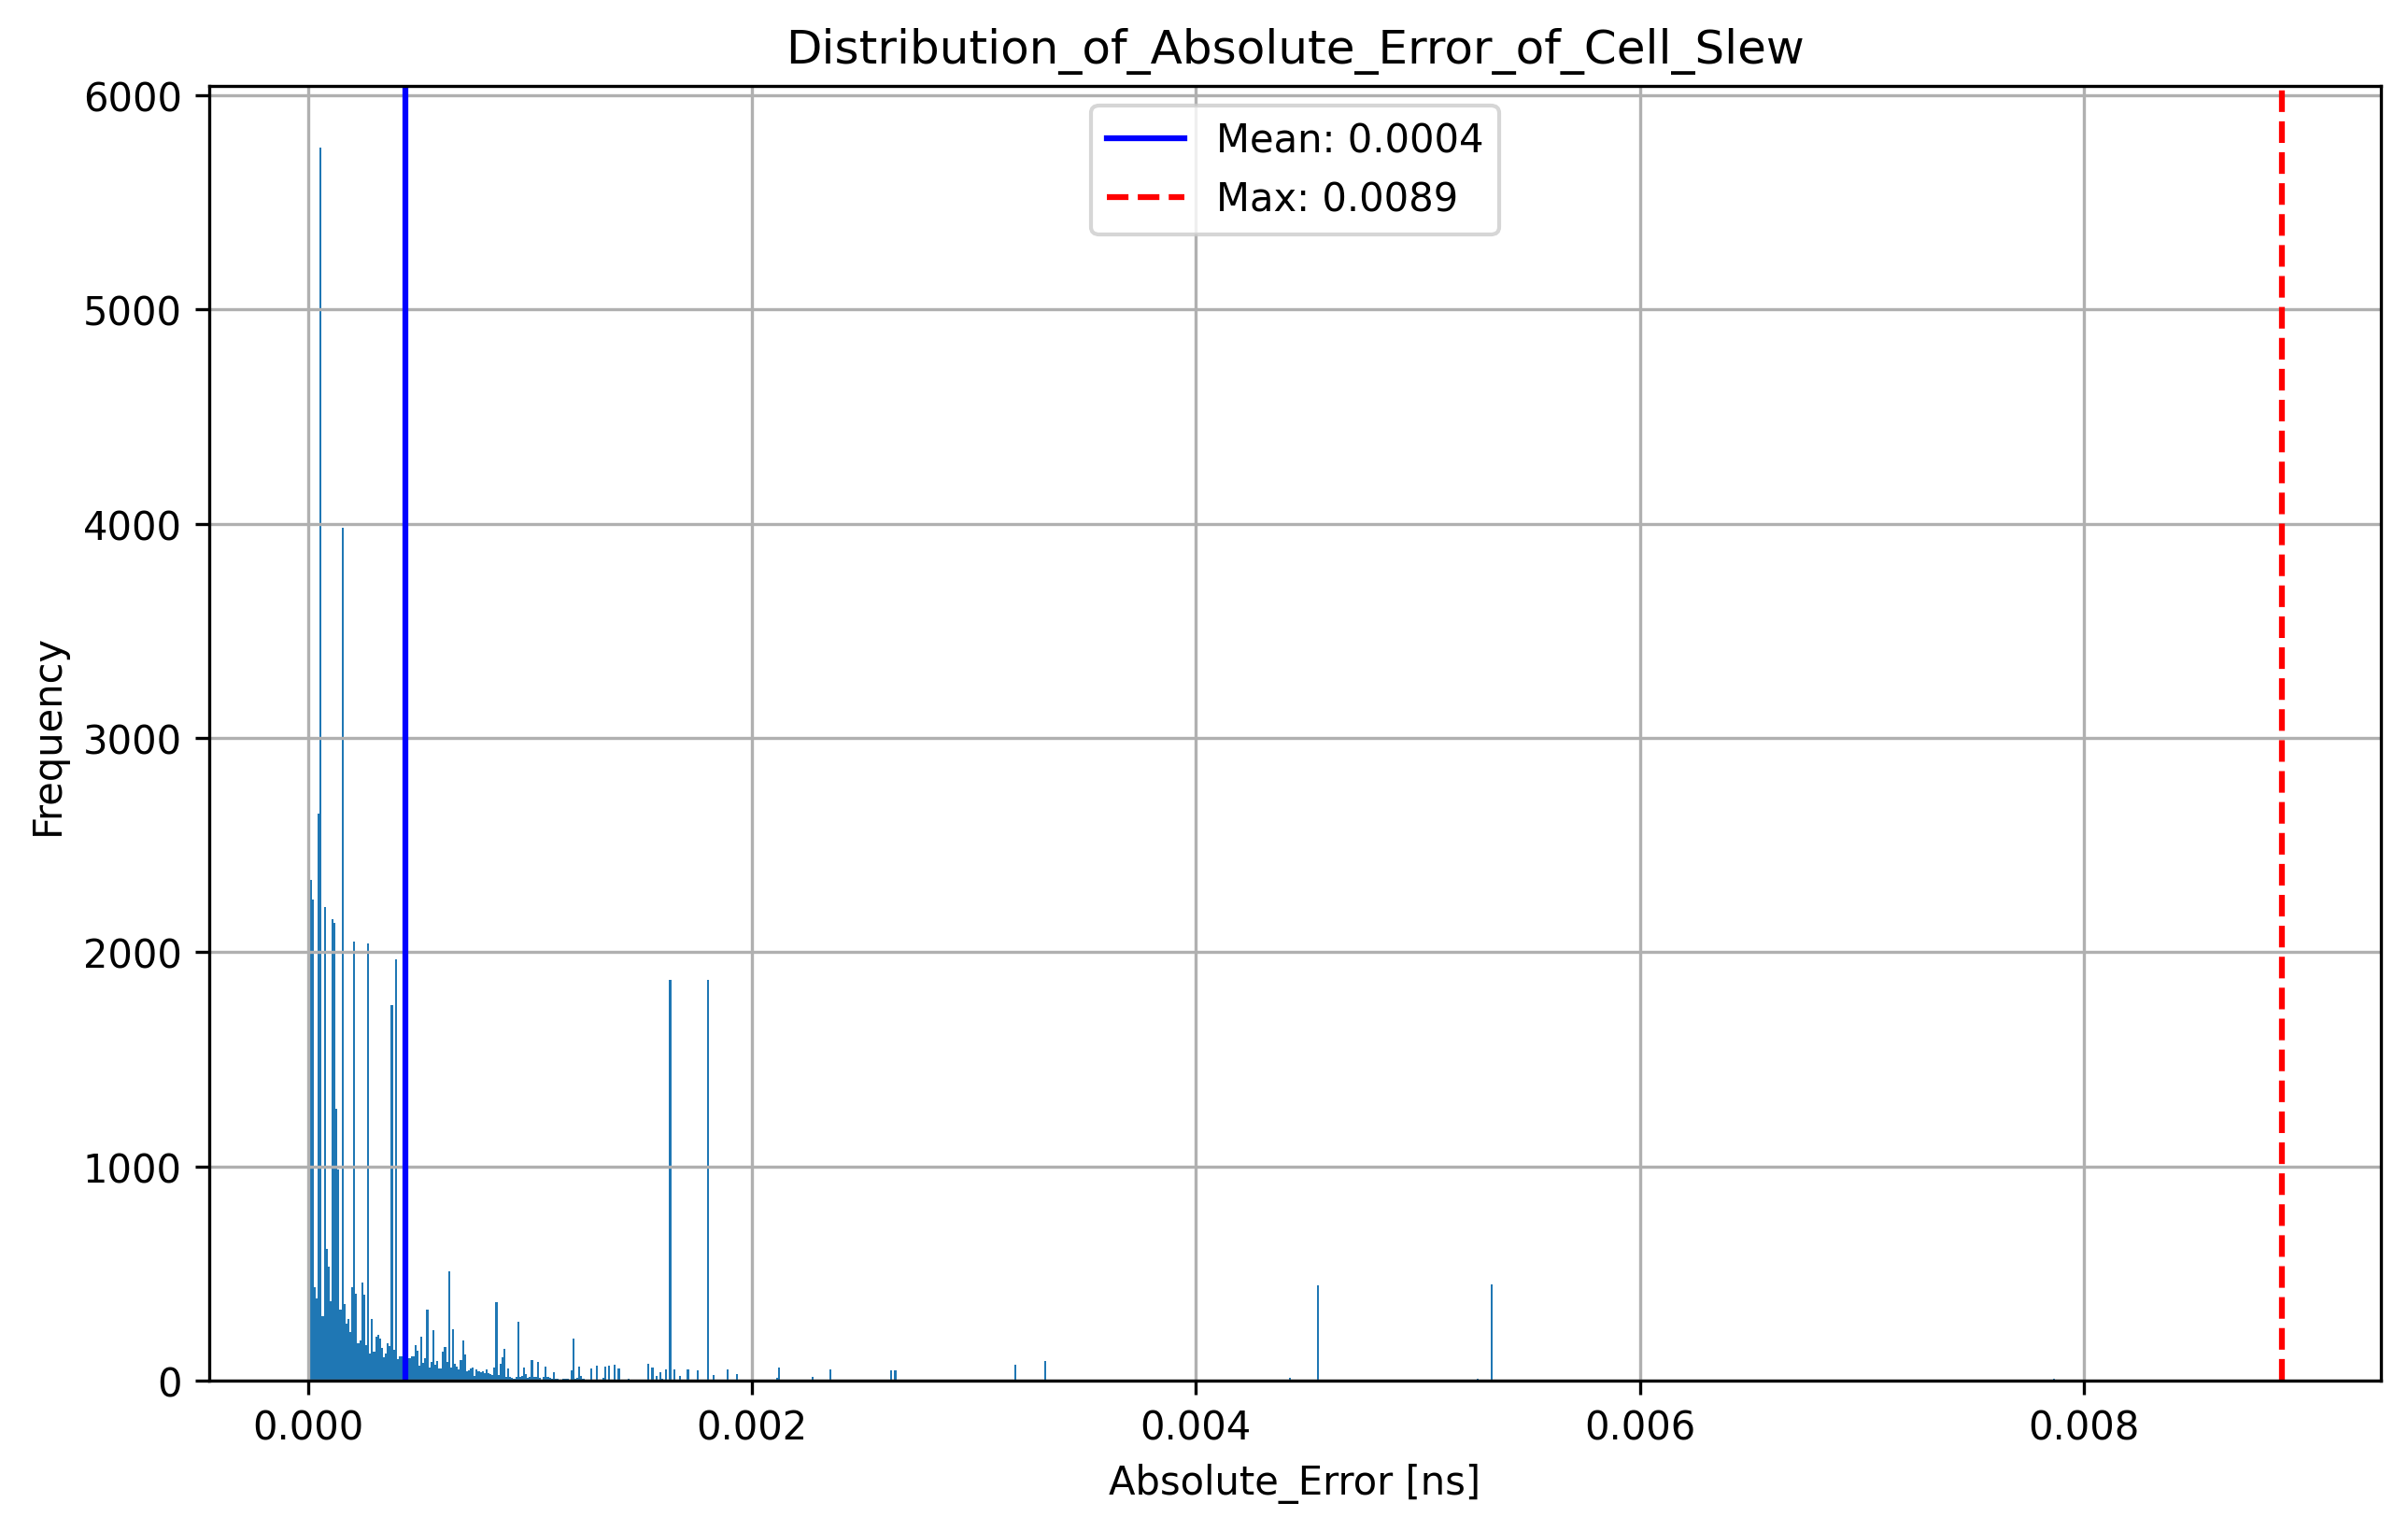 Distribution_of_Absolute_Error_of_Cell_Slew
6000
5000
4000
3000
2000
1000
0
Frequency
Mean: 0.0004
Max: 0.0089
0.000 0.002 0.004 0.006 0.008
Absolute_Error [ns]